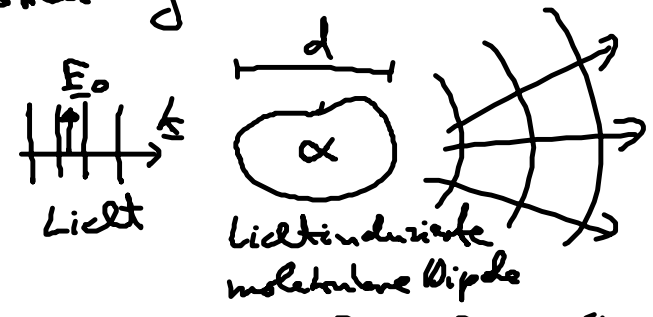 d
E₀
k
α
Licht
Lichtinduzierte
molekulare Dipole